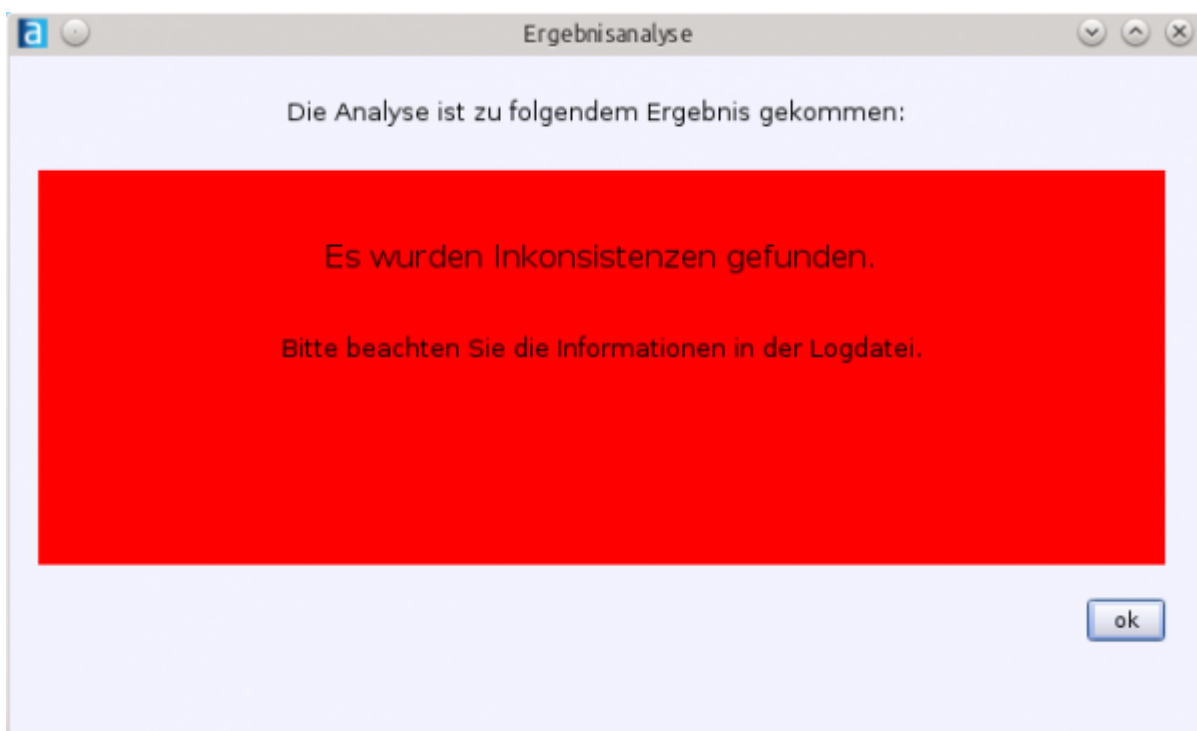 a
Ergebnisanalyse
Die Analyse ist zu folgendem Ergebnis gekommen:
Es wurden Inkonsistenzen gefunden.
Bitte beachten Sie die Informationen in der Logdatei.
ok